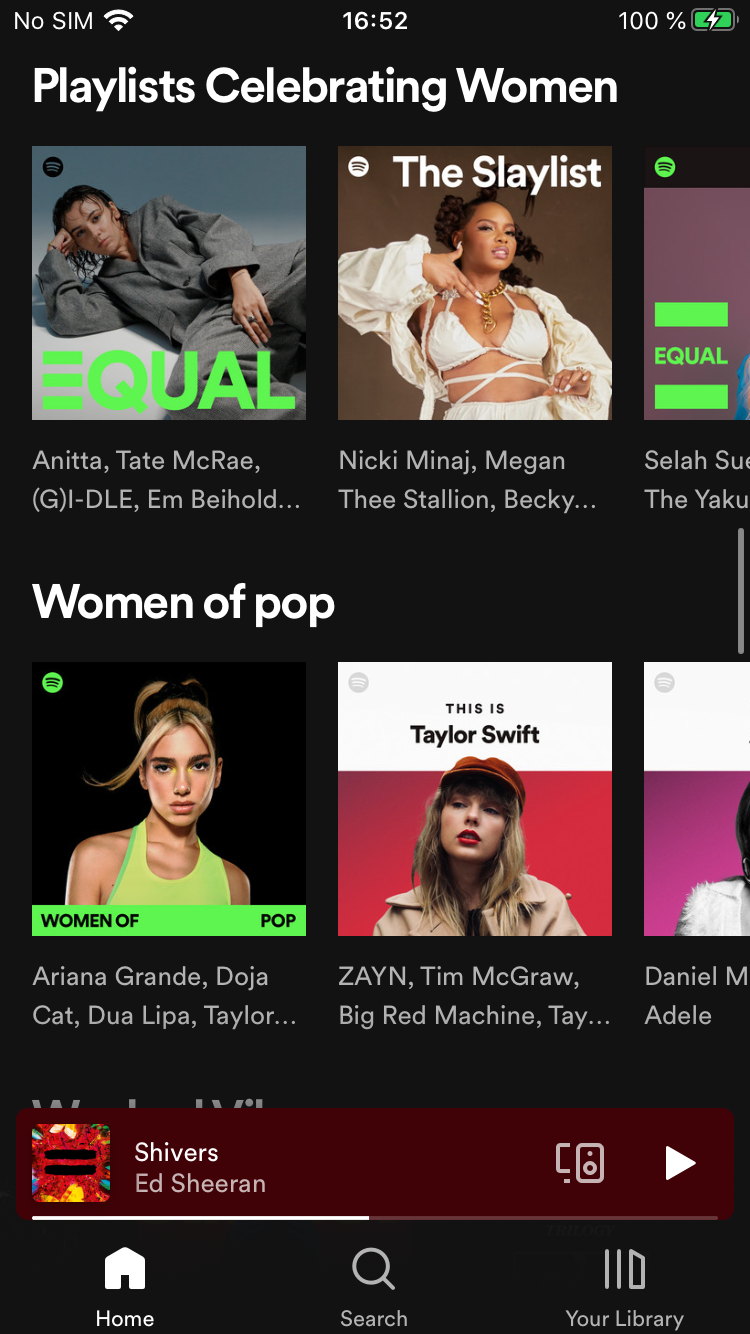 No SIM 16:52 100 %
Playlists Celebrating Women
EQUAL
The Slaylist
EQUAL
Anitta, Tate McRae,
(G)I-DLE, Em Beihold...
Nicki Minaj, Megan
Thee Stallion, Becky...
Selah Sue
The Yaku
Women of pop
WOMEN OF POP
THIS IS
Taylor Swift
Ariana Grande, Doja
Cat, Dua Lipa, Taylor...
ZAYN, Tim McGraw,
Big Red Machine, Tay...
Daniel M
Adele
Shivers
Ed Sheeran
Home
Search
Your Library